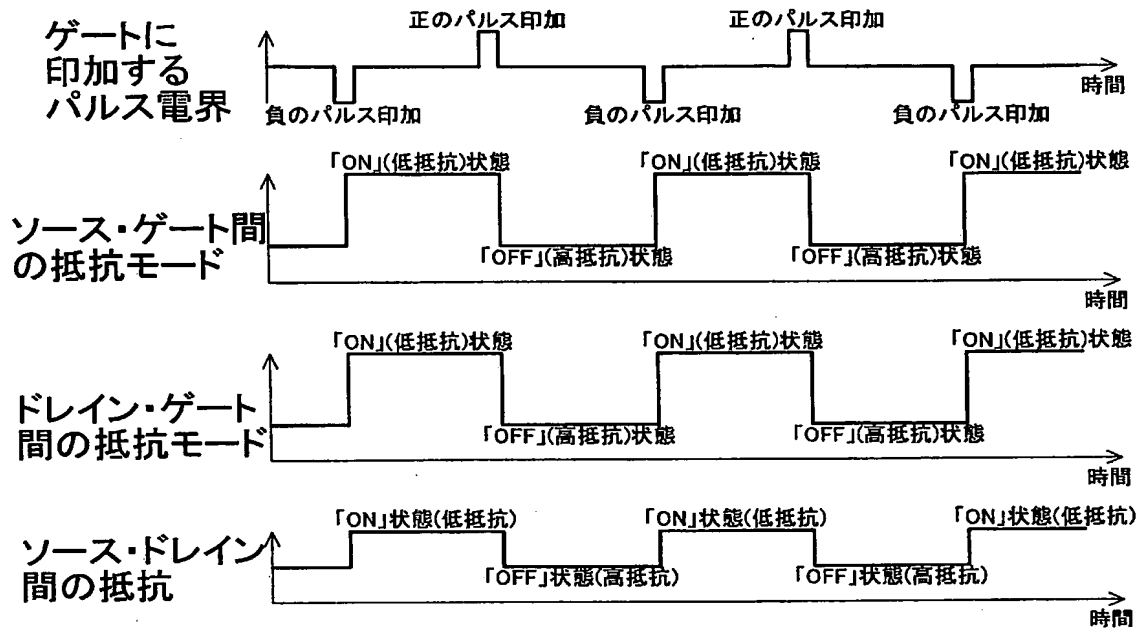 正のパルス印加
正のパルス印加
ゲートに
印加する
パルス電界
時間
負のパルス印加
負のパルス印加
負のパルス印加
「ON」(低抵抗)状態
「ON」(低抵抗)状態
「ON」(低抵抗)状態
ソース・ゲート間
の抵抗モード
「OFF」(高抵抗)状態
「OFF」(高抵抗)状態
時間
「ON」(低抵抗)状態
「ON」(低抵抗)状態
「ON」(低抵抗)状態
ドレイン・ゲート
間の抵抗モード
「OFF」(高抵抗)状態
「OFF」(高抵抗)状態
時間
「ON」状態(低抵抗)
「ON」状態(低抵抗)
「ON」状態(低抵抗)
ソース・ドレイン
間の抵抗
「OFF」状態(高抵抗)
「OFF」状態(高抵抗)
時間